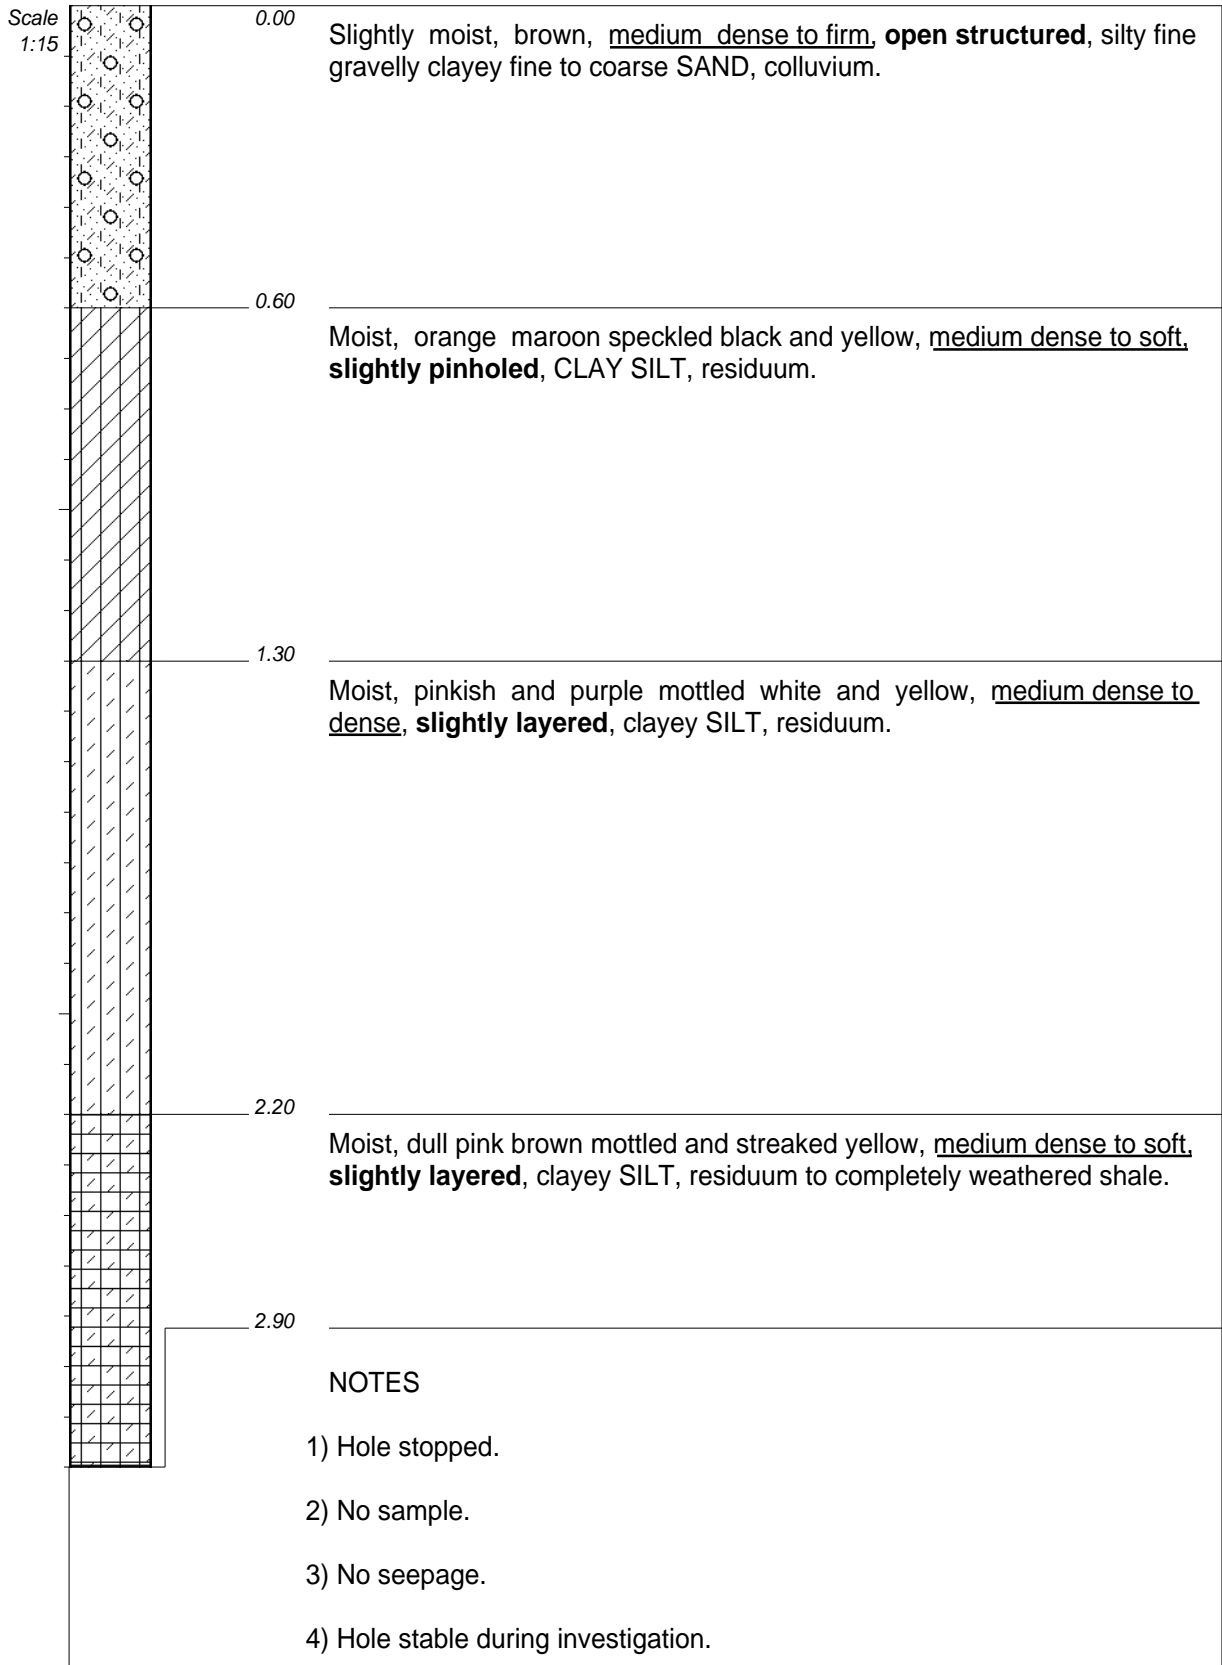 Scale
1:15
0.00
Slightly moist, brown, medium dense to firm, open structured, silty fine
gravelly clayey fine to coarse SAND, colluvium.
0.60
Moist, orange maroon speckled black and yellow, medium dense to soft,
slightly pinholed, CLAY SILT, residuum.
1.30
Moist, pinkish and purple mottled white and yellow, medium dense to
dense, slightly layered, clayey SILT, residuum.
2.20
Moist, dull pink brown mottled and streaked yellow, medium dense to soft,
slightly layered, clayey SILT, residuum to completely weathered shale.
2.90
NOTES
1) Hole stopped.
2) No sample.
3) No seepage.
4) Hole stable during investigation.